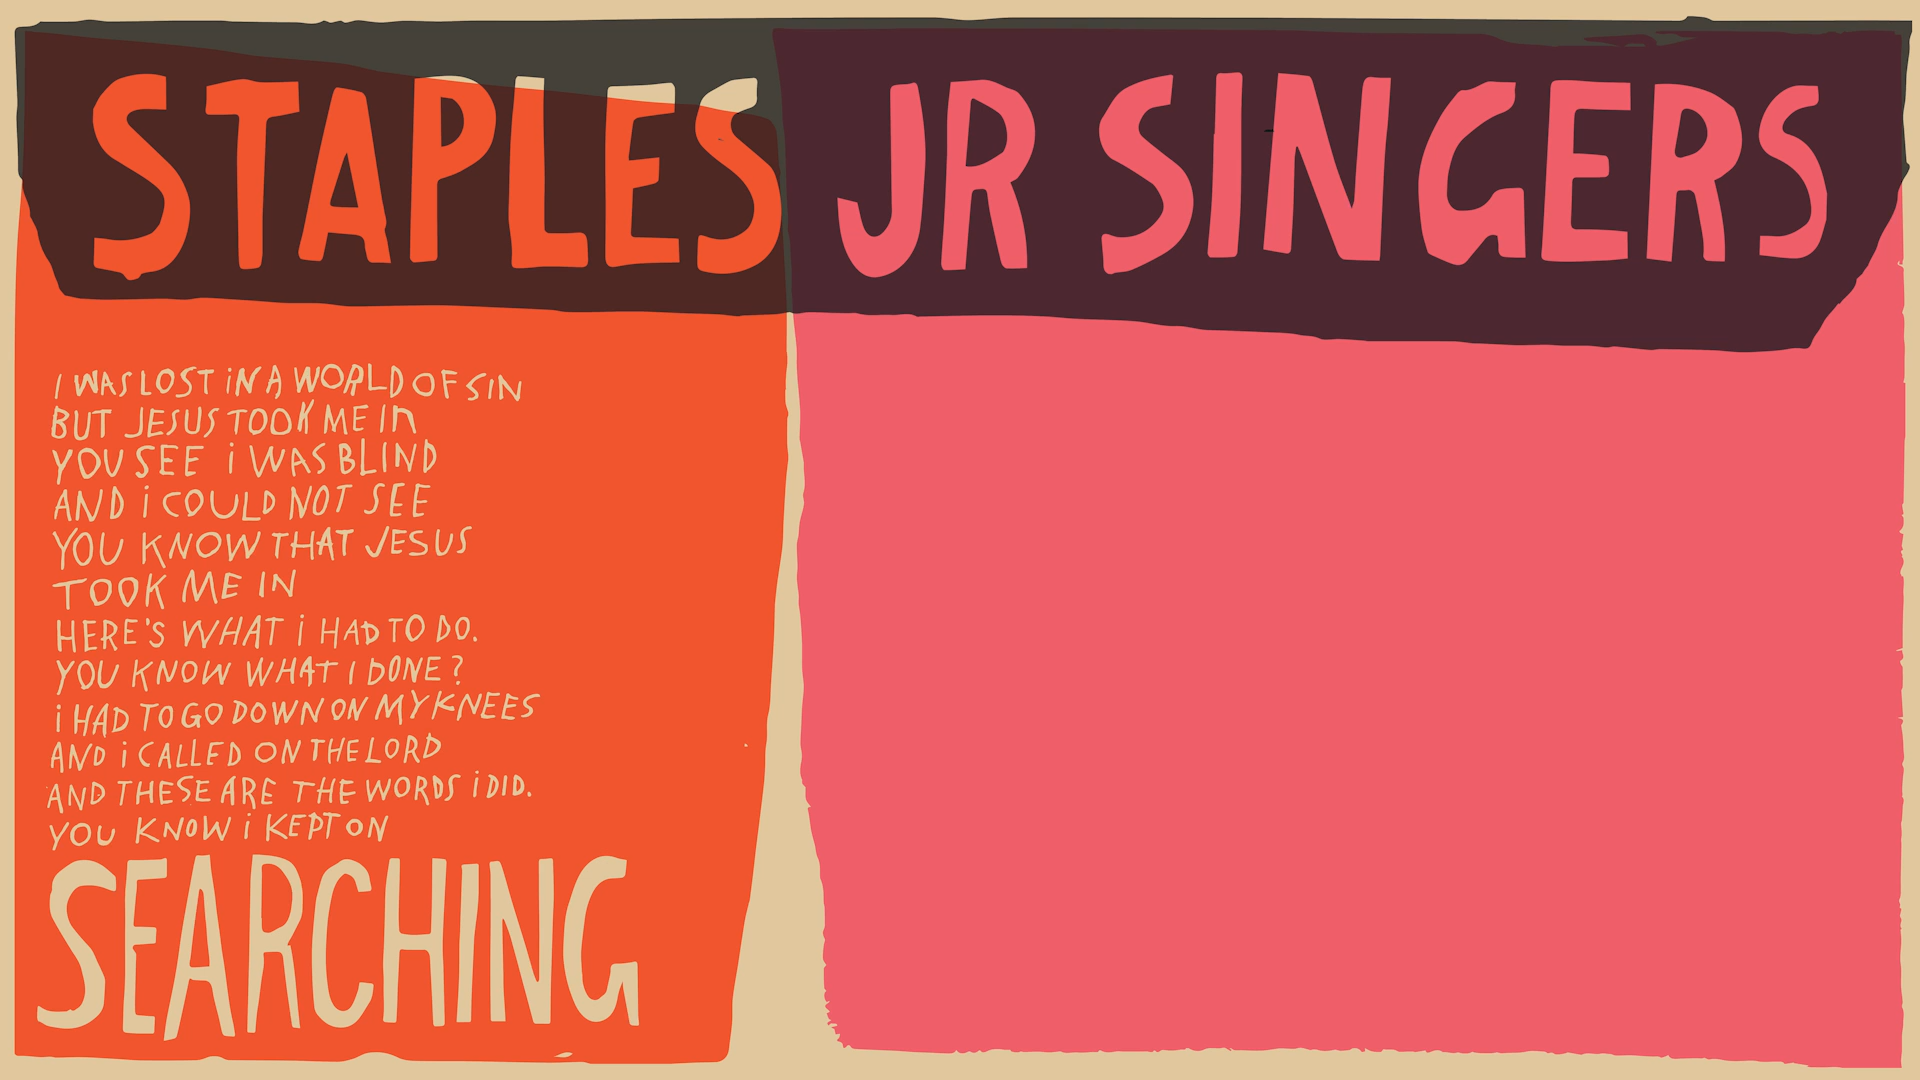 STAPLES JR SINGERS
I WAS LOST iN A WORLD OF SIN
BUT JESUS TOOK ME In
YOU SEE i WAS BLIND
AND i COULD NOT SEE
YOU KNOW THAT JESUS
TOOK ME IN
HERE'S WHAT i HAD TO DO.
YOU KNOW WHAT I DONE?
i HAD TO GO DOWN ON MY KNEES
AND i CALLED ON THE LORD
AND THESE ARE THE WORDS i DID.
YOU KNOW i KEPT ON
SEARCHING